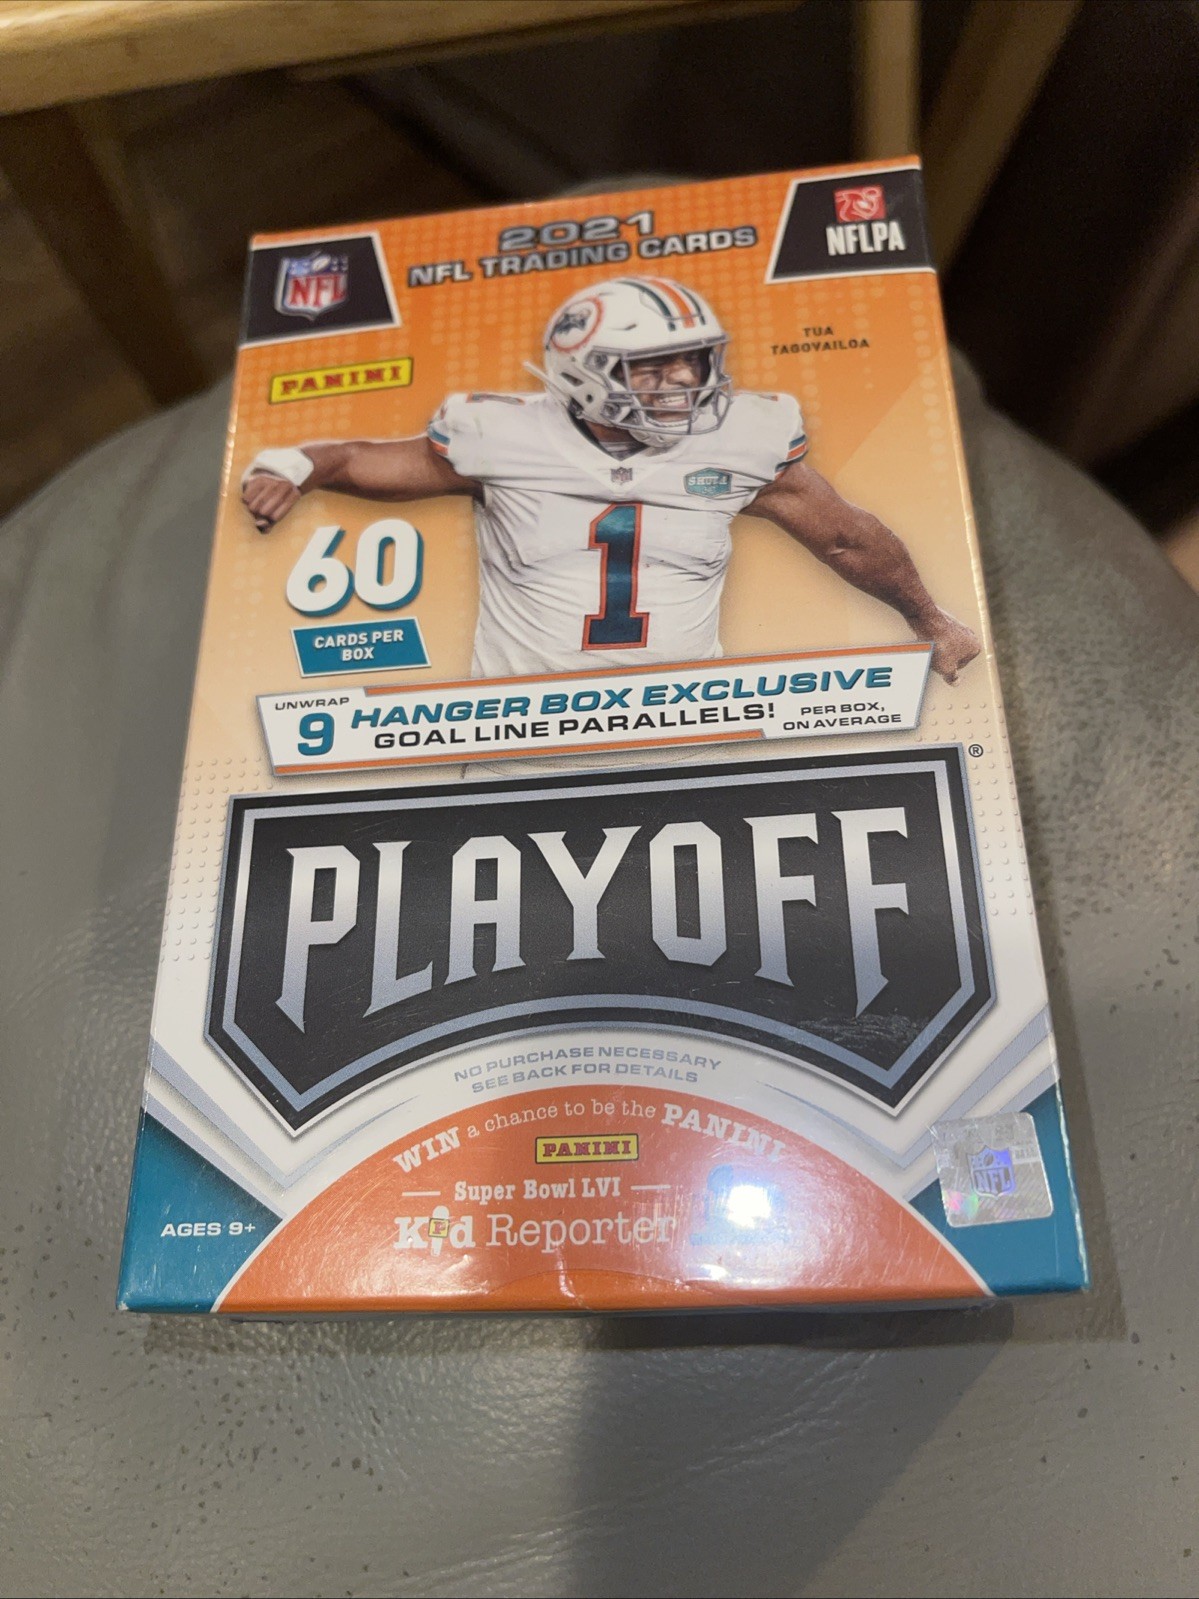 2021
NFL TRADING CARDS
NFL
NFLPA
TUA
TAGOVAILOA
PANINI
1
60
CARDS PER
BOX
UNWRAP
9 HANGER BOX EXCLUSIVE
GOAL LINE PARALLELS!
PER BOX,
ON AVERAGE
PLAYOFF®
NO PURCHASE NECESSARY
SEE BACK FOR DETAILS
WIN a chance to be the PANINI
PANINI
Super Bowl LVI
Kid Reporter
AGES 9+
NFL